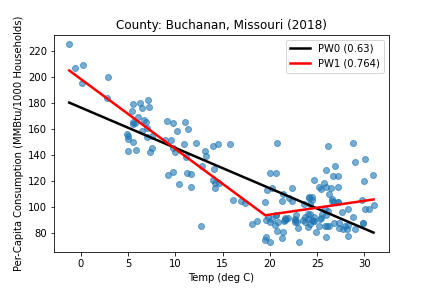 County: Buchanan, Missouri (2018)
PW0 (0.63)
PW1 (0.764)
Per-Capita Consumption (MMBtu/1000 Households)
220
200
180
160
140
120
100
80
0 5 10 15 20 25 30
Temp (deg C)